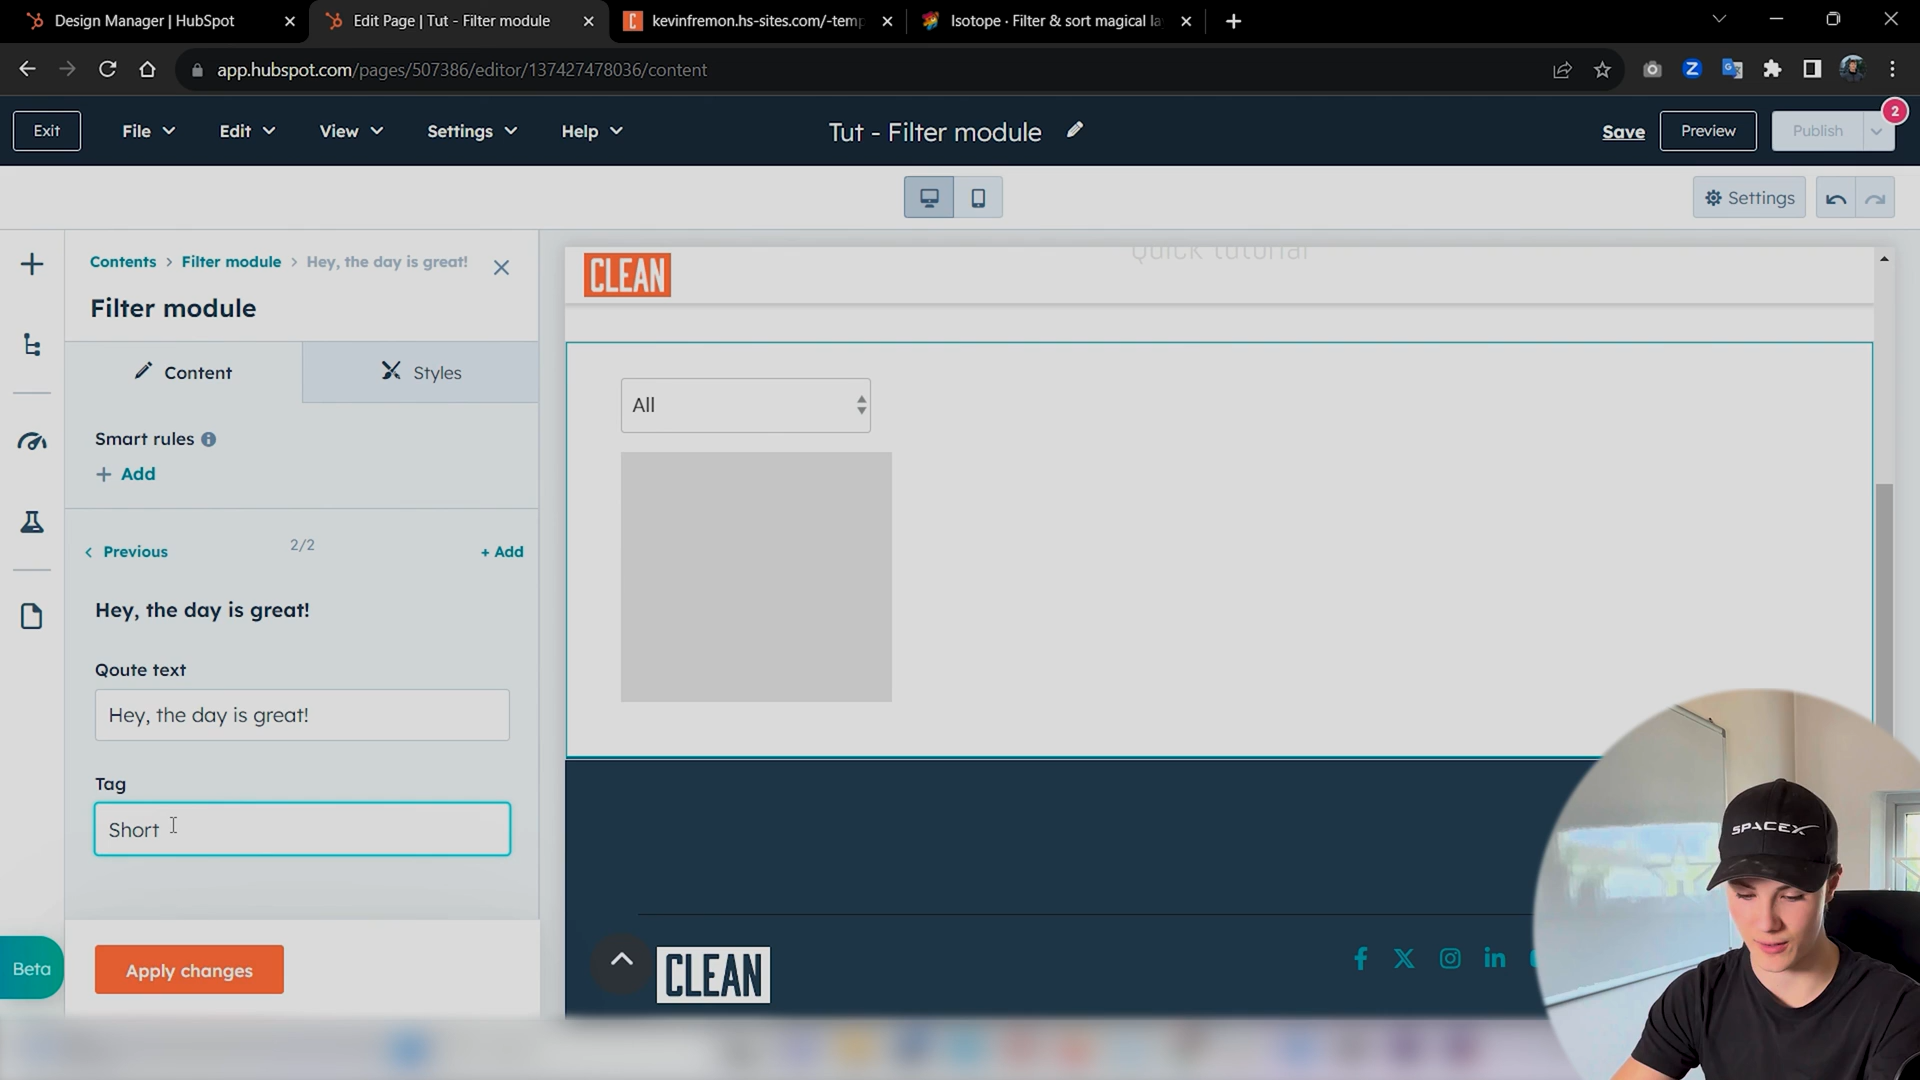 Design Manager | HubSpot
Edit Page | Tut - Filter module
kevinfremon.hs-sites.com/-temp
Isotope · Filter & sort magical la
app.hubspot.com/pages/507386/editor/137427478036/content
Exit
File
Edit
View
Settings
Help
Tut - Filter module
Save
Preview
Publish
2
Settings
Contents > Filter module > Hey, the day is great!
Filter module
Content
Styles
Smart rules
+ Add
Previous
2/2
+ Add
Hey, the day is great!
Qoute text
Hey, the day is great!
Tag
Short
Apply changes
Beta
Quick tutorial
CLEAN
All
CLEAN
SPACEX